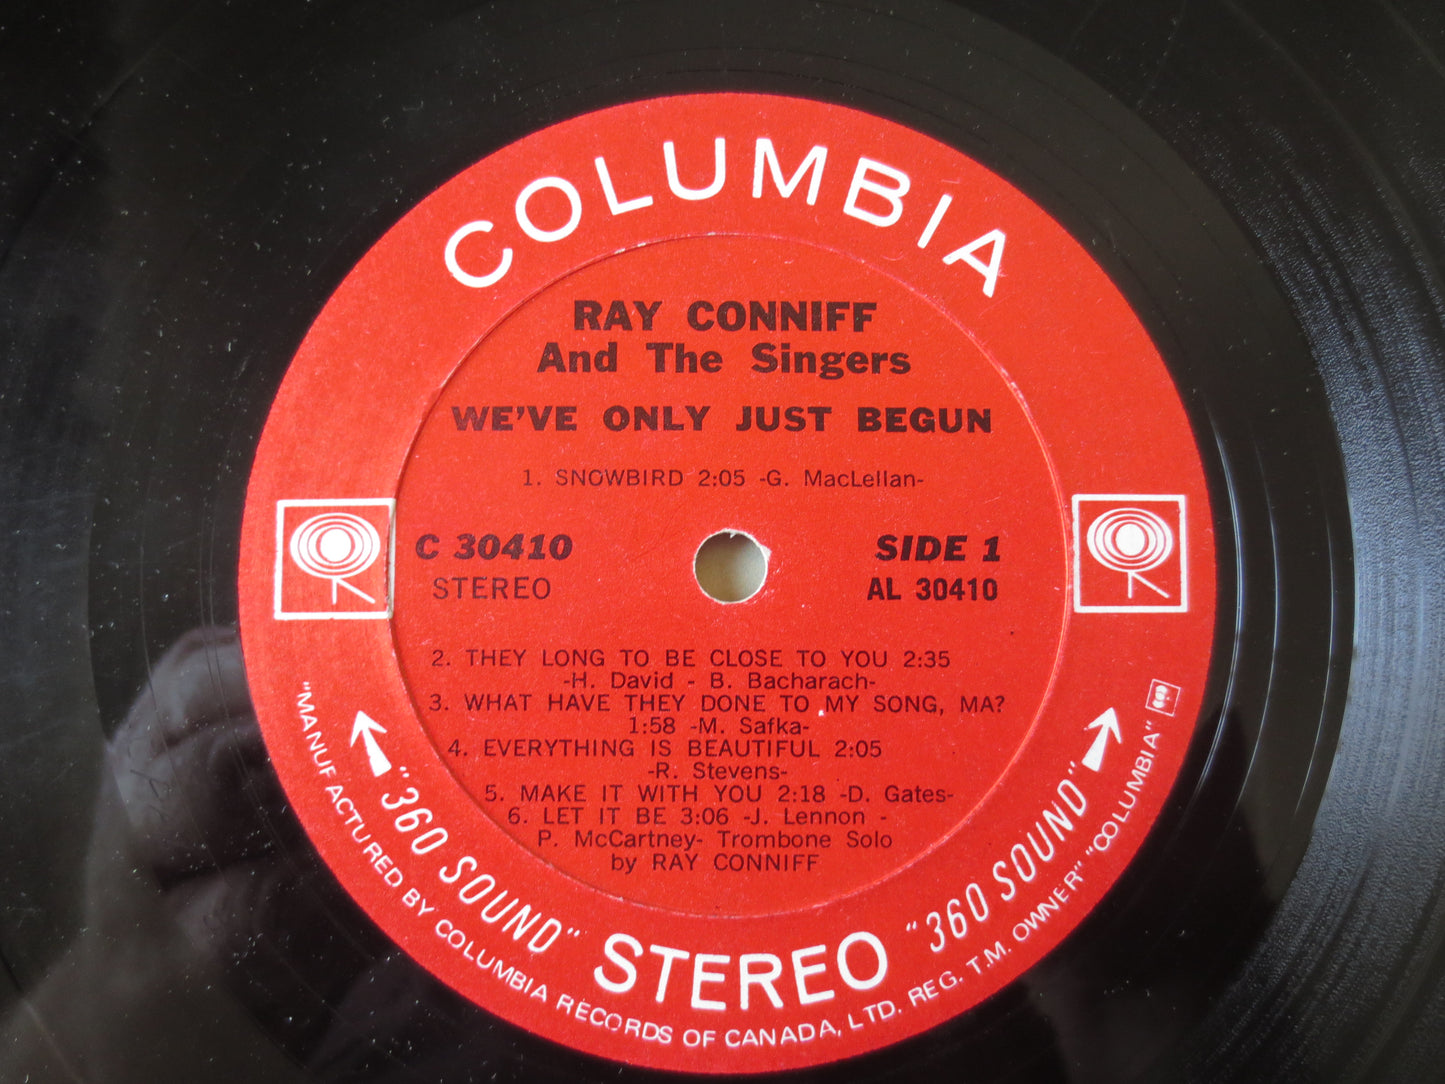 COLUMBIA
RAY CONNIFF
And The Singers
WE'VE ONLY JUST BEGUN
1. SNOWBIRD 2:05 -G. MacLellan-
C 30410
STEREO
SIDE 1
AL 30410
2. THEY LONG TO BE CLOSE TO YOU 2:35
-H. David - B. Bacharach-
3. WHAT HAVE THEY DONE TO MY SONG, MA?
1:58 -M. Safka-
4. EVERYTHING IS BEAUTIFUL 2:05
-R. Stevens-
5. MAKE IT WITH YOU 2:18 -D. Gates-
6. LET IT BE 3:06 -J. Lennon -
P. McCartney- Trombone Solo
by RAY CONNIFF
"360 SOUND" STEREO "360 SOUND"
"MANUFACTURED BY COLUMBIA RECORDS OF CANADA, LTD. REG. T.M. OWNER" "COLUMBIA"